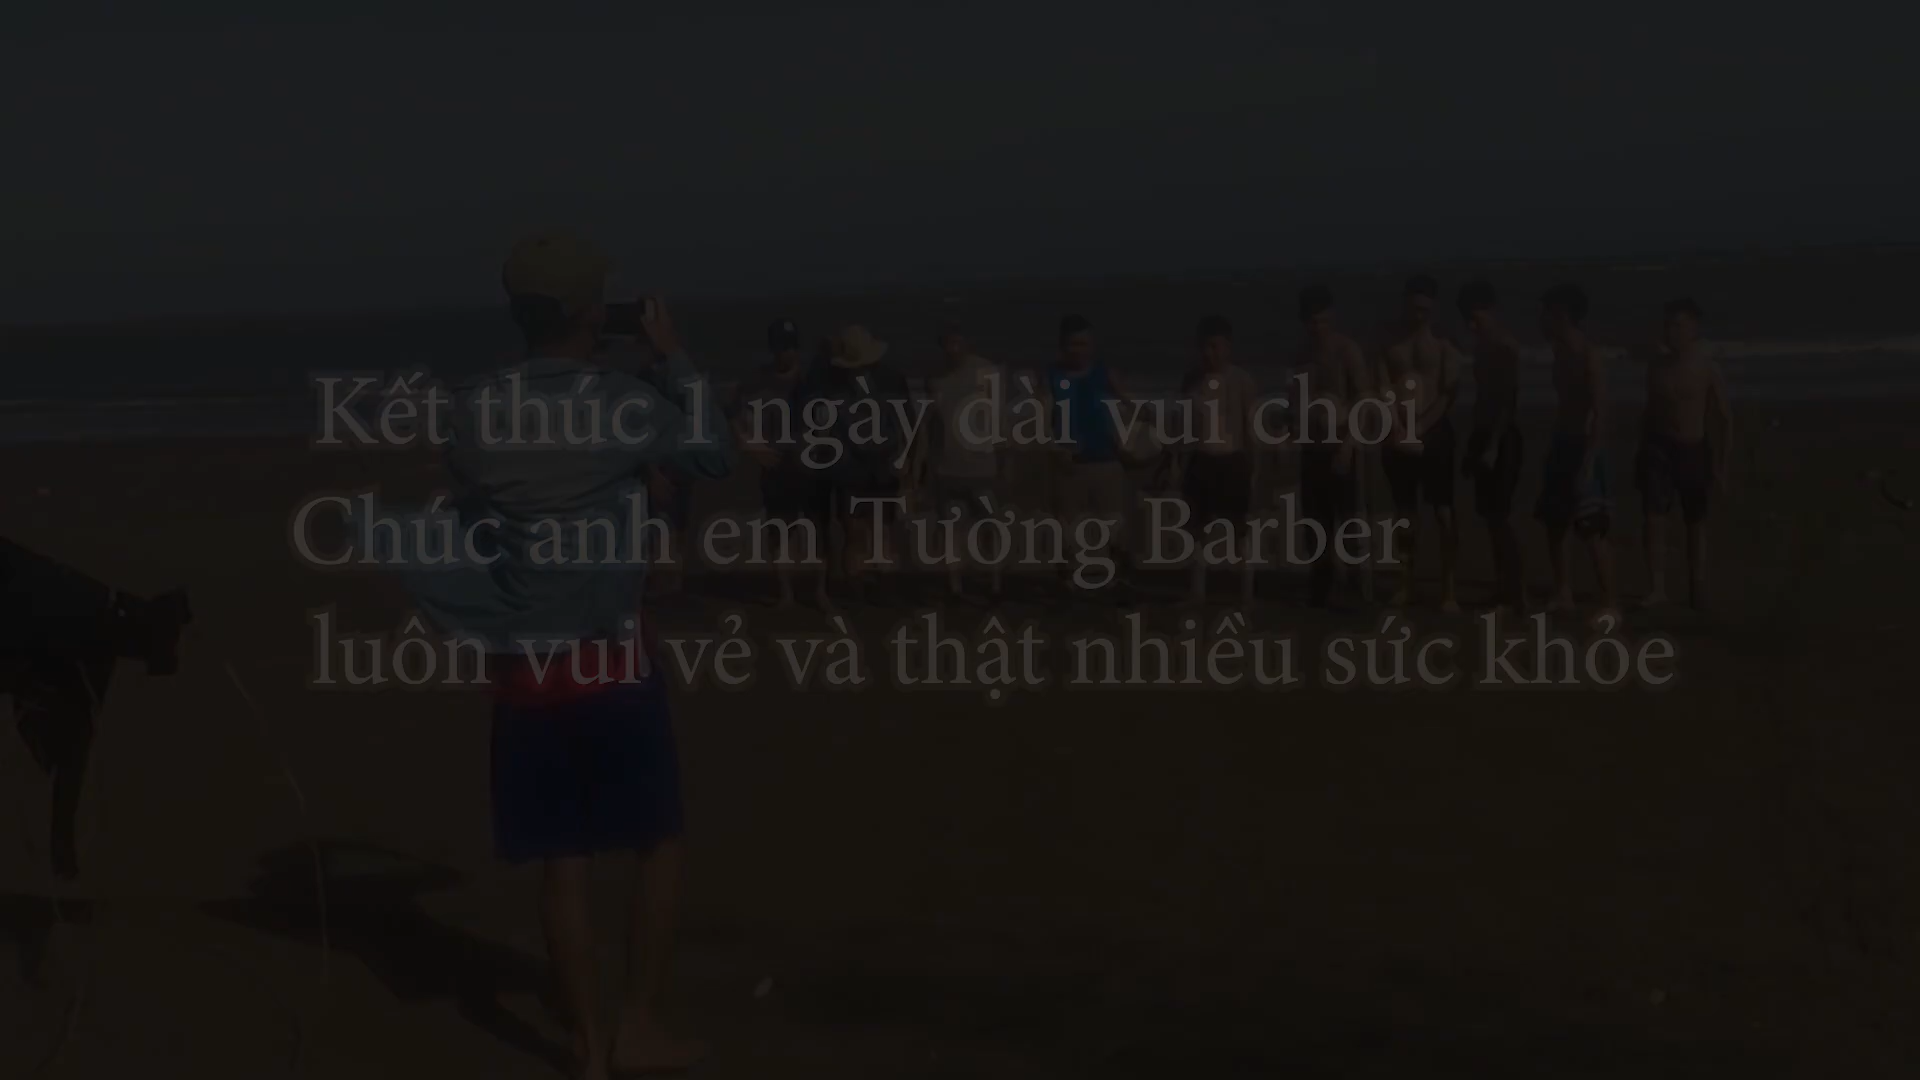 Kết thúc 1 ngày dài vui chơi
Chúc anh em Tường Barber
luôn vui vẻ và thật nhiều sức khỏe